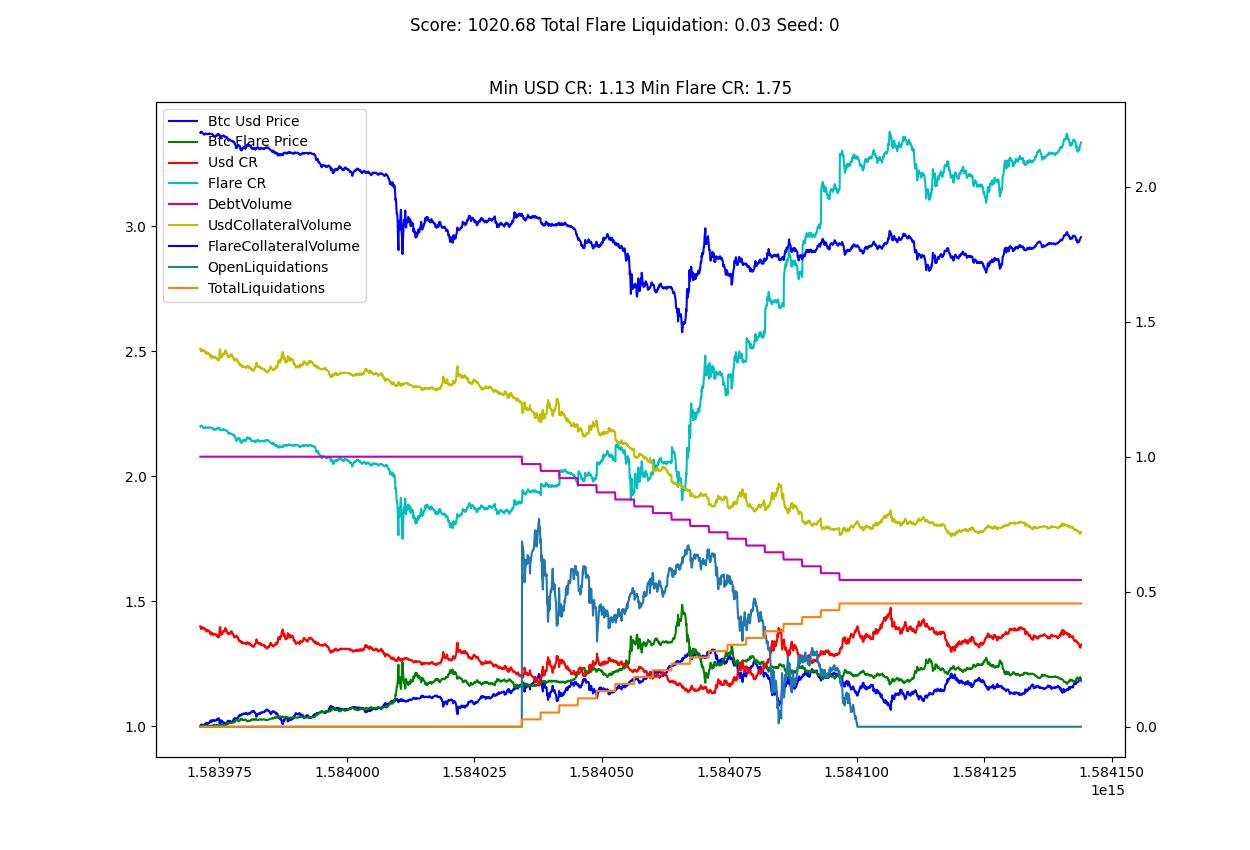 Score: 1020.68 Total Flare Liquidation: 0.03 Seed: 0
Min USD CR: 1.13 Min Flare CR: 1.75
Btc Usd Price
Btc Flare Price
Usd CR
Flare CR
DebtVolume
UsdCollateralVolume
FlareCollateralVolume
OpenLiquidations
TotalLiquidations
3.0
2.5
2.0
1.5
1.0
2.0
1.5
1.0
0.5
0.0
1.583975 1.584000 1.584025 1.584050 1.584075 1.584100 1.584125 1.584150
1e15